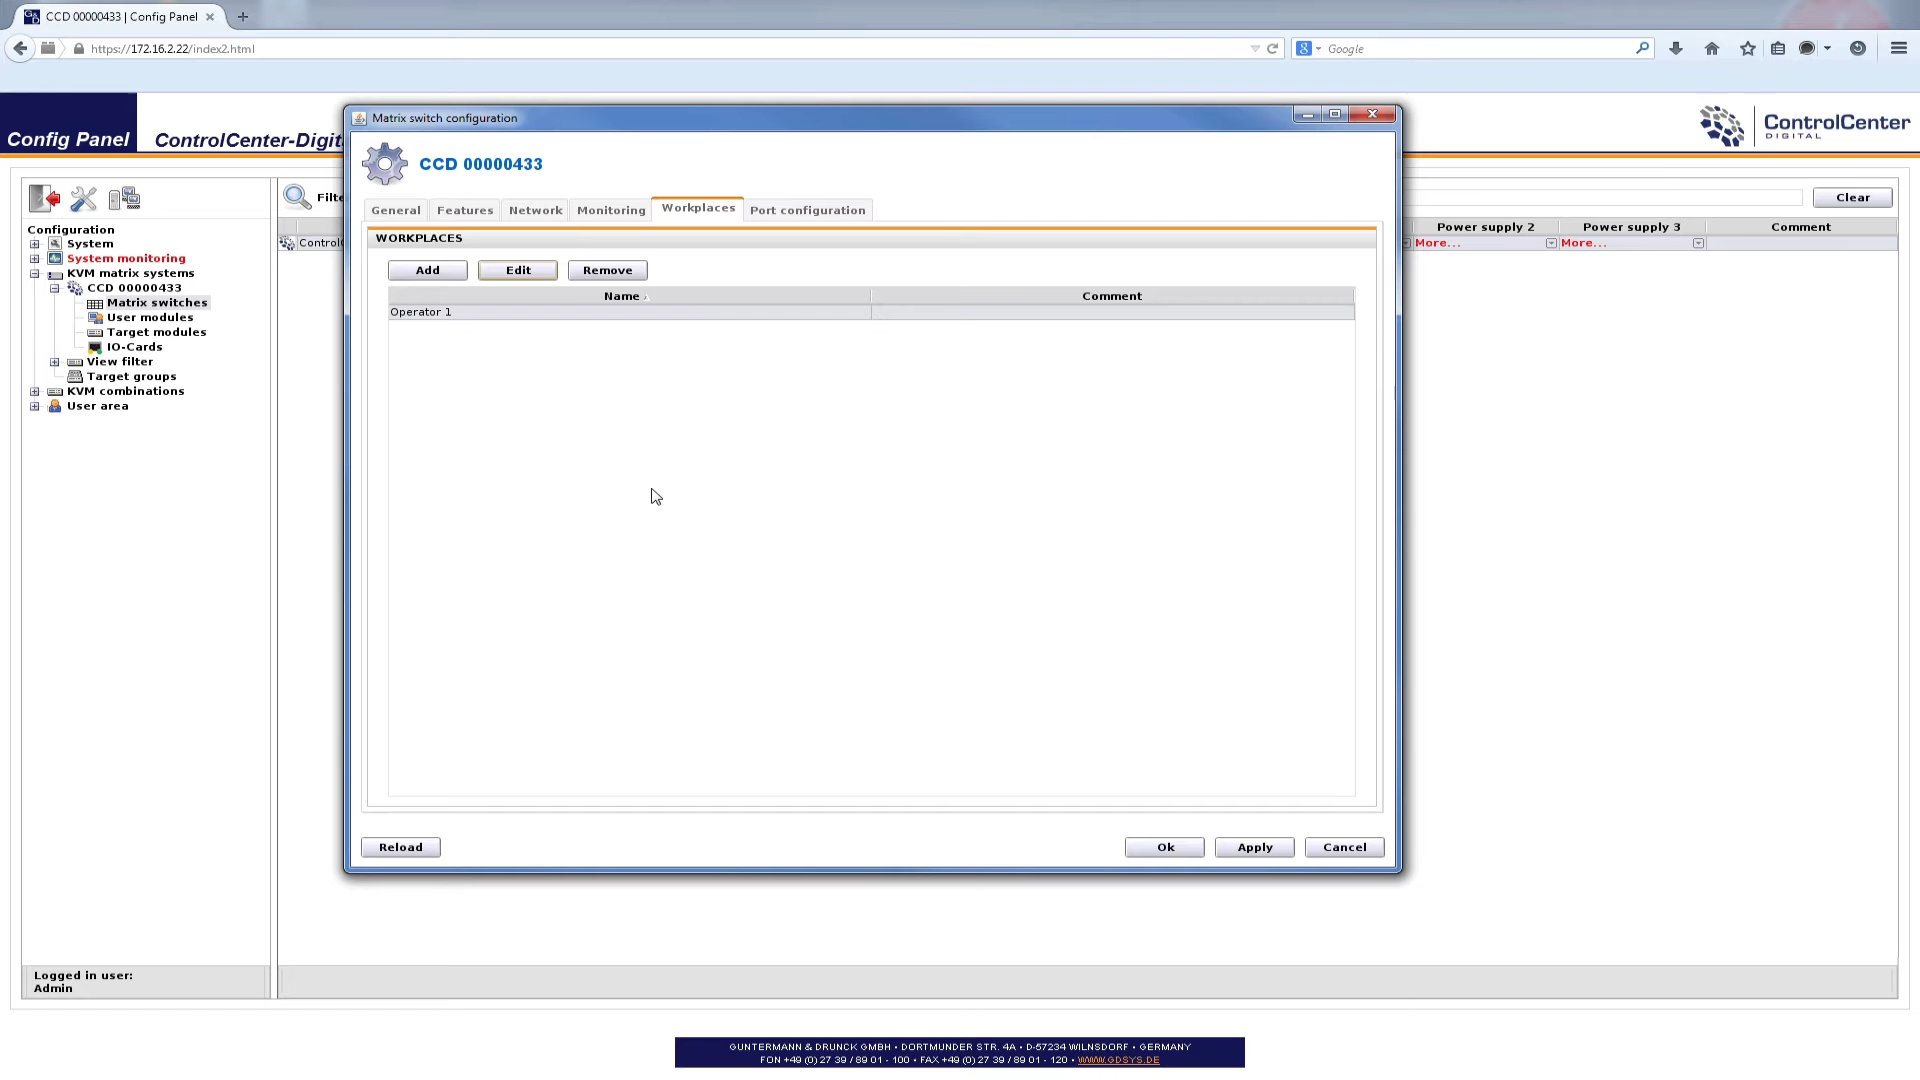 CCD 00000433 | Config Panel
https://172.16.2.22/index2.html
Google
Config Panel
ControlCenter-Digit
ControlCenter
DIGITAL
Filte
Clear
Power supply 2
Power supply 3
Comment
ControlC
More...
More...
Configuration
System
System monitoring
KVM matrix systems
CCD 00000433
Matrix switches
User modules
Target modules
IO-Cards
View filter
Target groups
KVM combinations
User area
Logged in user:
Admin
Matrix switch configuration
CCD 00000433
General
Features
Network
Monitoring
Workplaces
Port configuration
WORKPLACES
Add
Edit
Remove
Name
Comment
Operator 1
Reload
Ok
Apply
Cancel
GUNTERMANN & DRUNCK GMBH • DORTMUNDER STR. 4A • D-57234 WILNSDORF • GERMANY
FON +49 (0) 27 39 / 89 01 - 100 • FAX +49 (0) 27 39 / 89 01 - 120 • WWW.GDSYS.DE